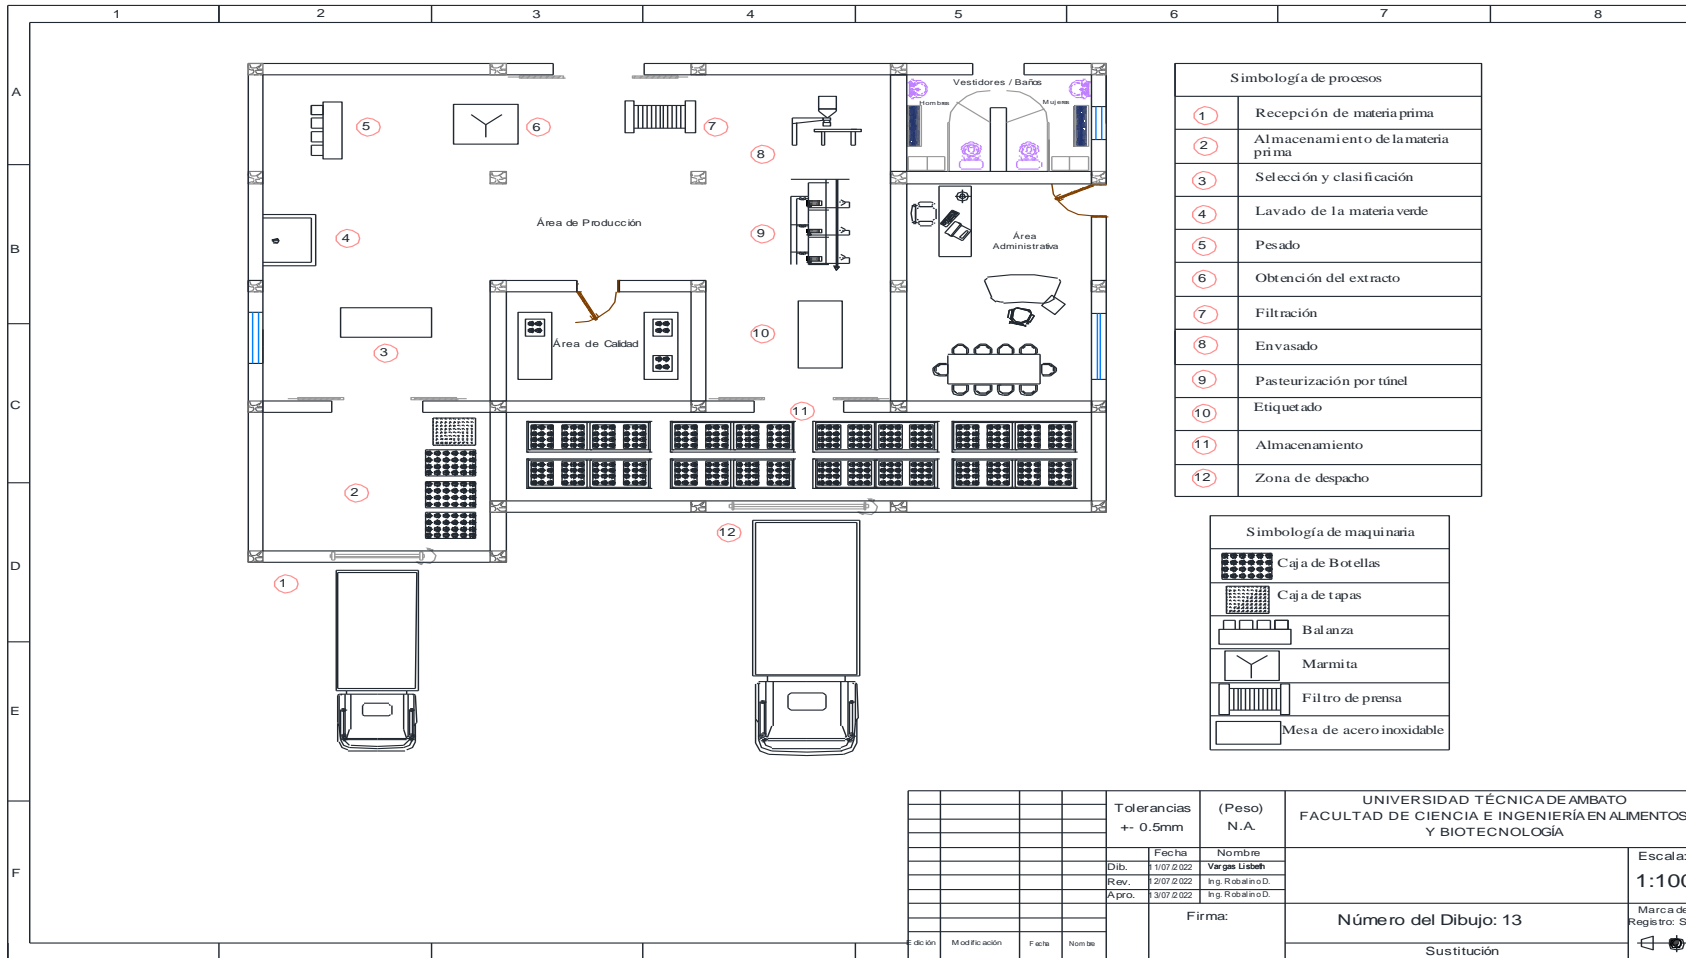 1 2 3 4 5 6 7 8
A
B
C
D
E
F
Vestidores / Baños
Hombres
Mujeres
5
6
7
8
4
Área de Producción
9
Área
Administrativa
3
Área de Calidad
10
11
2
12
1
Simbología de procesos
1 Recepción de materia prima
2 Almacenamiento de la materia
prima
3 Selección y clasificación
4 Lavado de la materia verde
5 Pesado
6 Obtención del extracto
7 Filtración
8 Envasado
9 Pasteurización por túnel
10 Etiquetado
11 Almacenamiento
12 Zona de despacho
Simbología de maquinaria
Caja de Botellas
Caja de tapas
Balanza
Marmita
Filtro de prensa
Mesa de acero inoxidable
Tolerancias
+- 0.5mm
(Peso)
N.A.
UNIVERSIDAD TÉCNICA DE AMBATO
FACULTAD DE CIENCIA E INGENIERÍA EN ALIMENTOS
Y BIOTECNOLOGÍA
Fecha Nombre
Dib. 11/07/2022 Vargas Lisbeth
Rev. 12/07/2022 Ing. Robalino D.
Apro. 13/07/2022 Ing. Robalino D.
Escala:
1:100
Firma:
Número del Dibujo: 13
Marca de
Registro: S
Edición Modificación Fecha Nombre
Sustitución